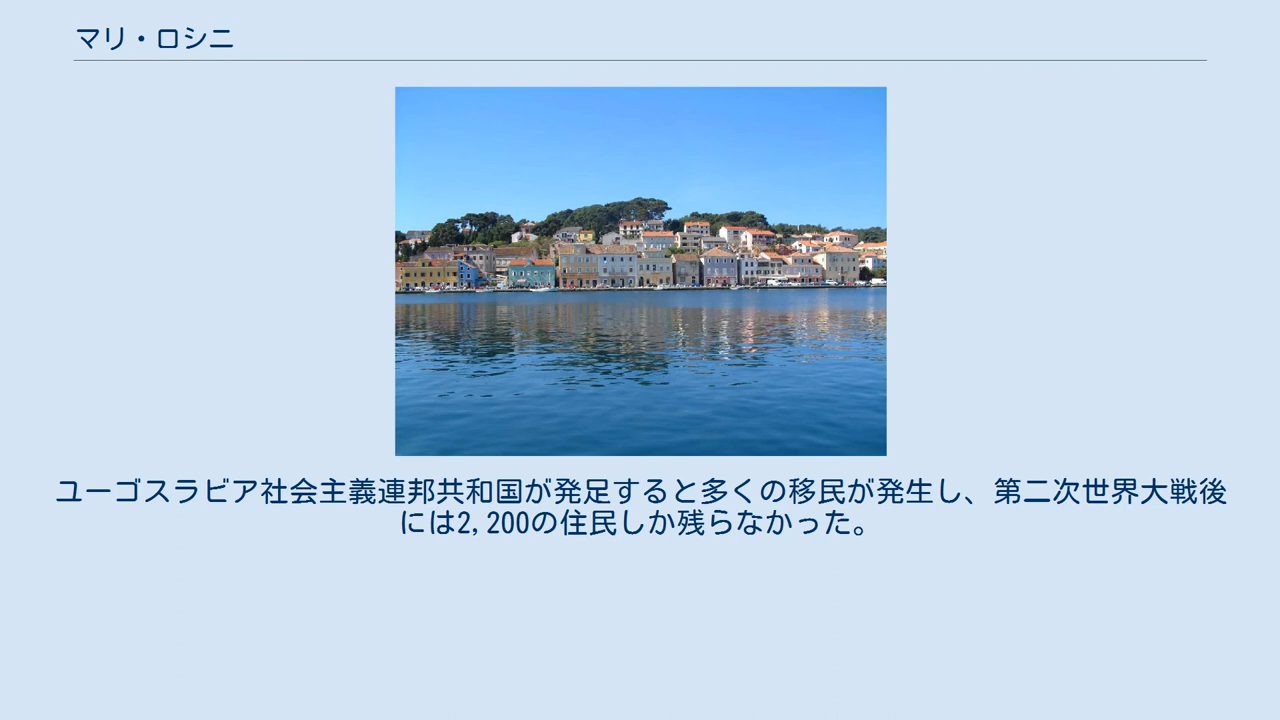 マリ・ロシニ
ユーゴスラビア社会主義連邦共和国が発足すると多くの移民が発生し、第二次世界大戦後
には2,200の住民しか残らなかった。